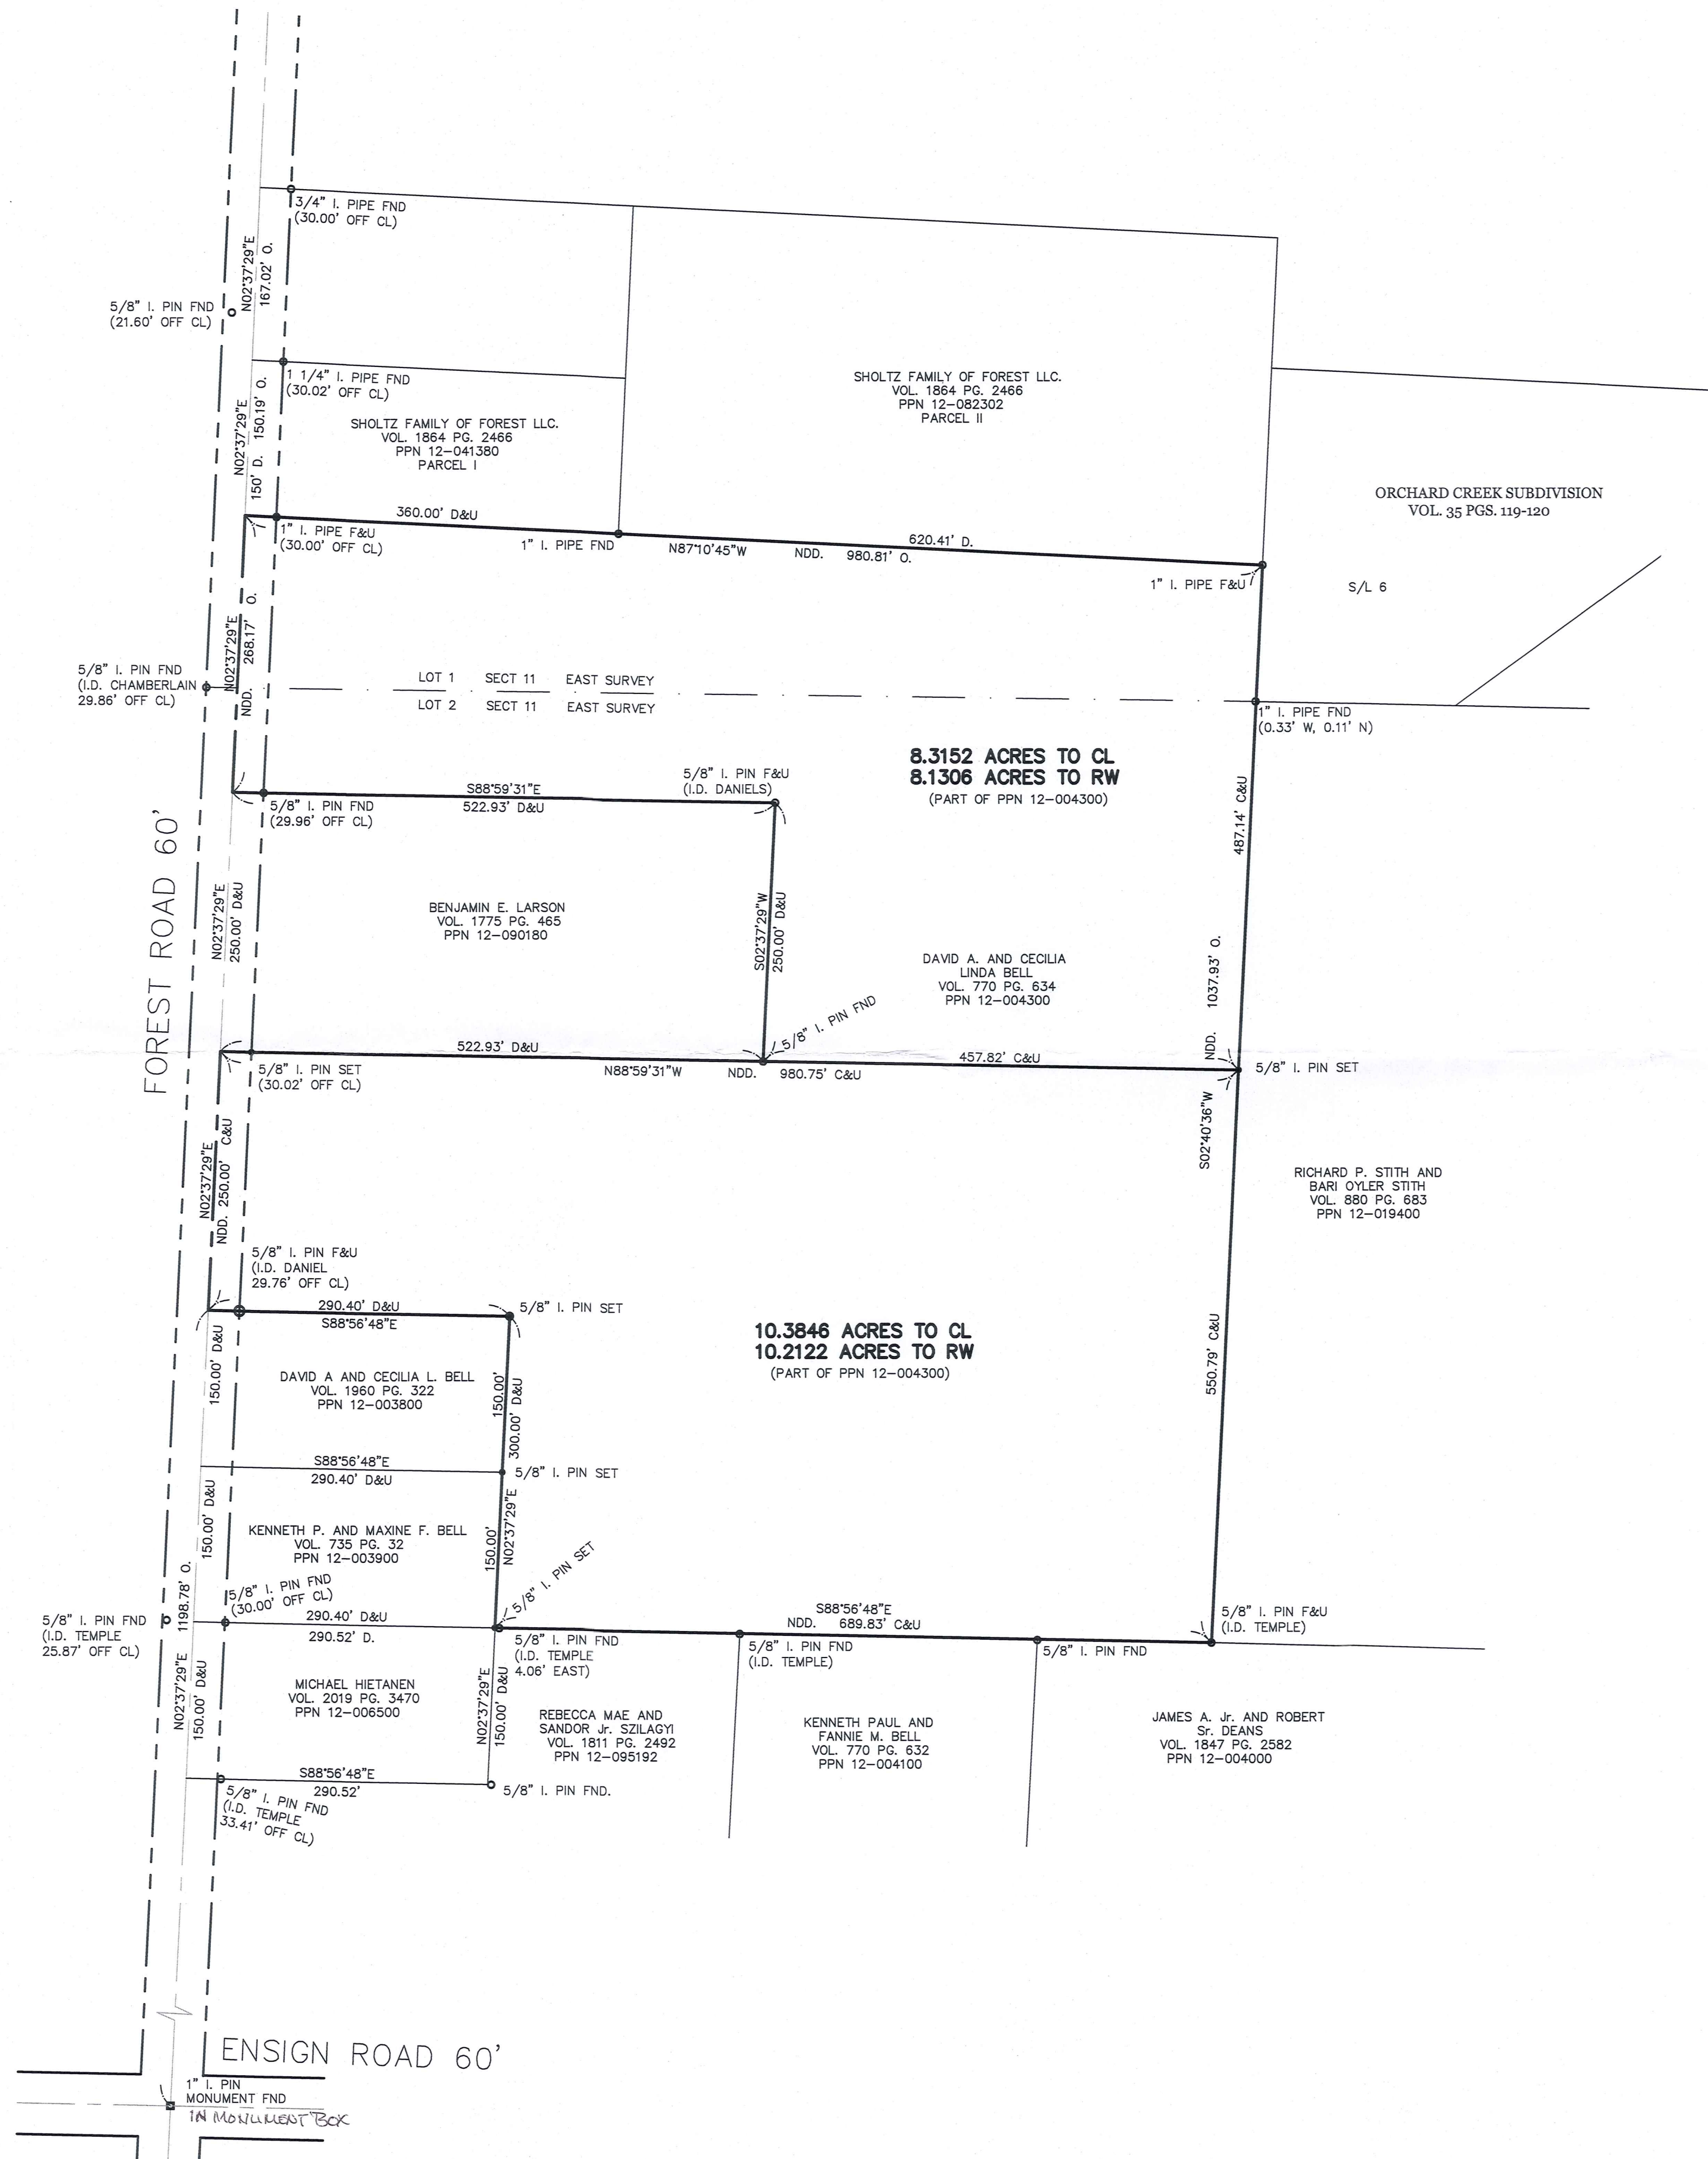 3/4" I. PIPE FND
(30.00' OFF CL)
N02°37'29"E
167.02' O.
5/8" I. PIN FND
(21.60' OFF CL)
1 1/4" I. PIPE FND
(30.02' OFF CL)
N02°37'29"E
150' D. 150.19' O.
SHOLTZ FAMILY OF FOREST LLC.
VOL. 1864 PG. 2466
PPN 12-041380
PARCEL I
SHOLTZ FAMILY OF FOREST LLC.
VOL. 1864 PG. 2466
PPN 12-082302
PARCEL II
ORCHARD CREEK SUBDIVISION
VOL. 35 PGS. 119-120
S/L 6
360.00' D&U
1" I. PIPE F&U
(30.00' OFF CL)
1" I. PIPE FND
N87°10'45"W NDD. 980.81' O.
620.41' D.
1" I. PIPE F&U
N02°37'29"E
NDD. 268.17' O.
5/8" I. PIN FND
(I.D. CHAMBERLAIN
29.86' OFF CL)
LOT 1 SECT 11 EAST SURVEY
LOT 2 SECT 11 EAST SURVEY
1" I. PIPE FND
(0.33' W, 0.11' N)
8.3152 ACRES TO CL
8.1306 ACRES TO RW
(PART OF PPN 12-004300)
5/8" I. PIN F&U
(I.D. DANIELS)
S88°59'31"E
522.93' D&U
5/8" I. PIN FND
(29.96' OFF CL)
487.14' C&U
FOREST ROAD 60'
N02°37'29"E
250.00' D&U
BENJAMIN E. LARSON
VOL. 1775 PG. 465
PPN 12-090180
S02°37'29"W
250.00' D&U
DAVID A. AND CECILIA
LINDA BELL
VOL. 770 PG. 634
PPN 12-004300
NDD. 1037.93' O.
S02°40'36"W
5/8" I. PIN FND
522.93' D&U
457.82' C&U
N88°59'31"W NDD. 980.75' C&U
5/8" I. PIN SET
5/8" I. PIN SET
(30.02' OFF CL)
N02°37'29"E
NDD. 250.00' C&U
RICHARD P. STITH AND
BARI OYLER STITH
VOL. 880 PG. 683
PPN 12-019400
5/8" I. PIN F&U
(I.D. DANIEL
29.76' OFF CL)
290.40' D&U
S88°56'48"E
5/8" I. PIN SET
10.3846 ACRES TO CL
10.2122 ACRES TO RW
(PART OF PPN 12-004300)
550.79' C&U
150.00' D&U
DAVID A AND CECILIA L. BELL
VOL. 1960 PG. 322
PPN 12-003800
150.00'
300.00' D&U
S88°56'48"E
290.40' D&U
5/8" I. PIN SET
150.00' D&U
KENNETH P. AND MAXINE F. BELL
VOL. 735 PG. 32
PPN 12-003900
150.00'
N02°37'29"E
5/8" I. PIN SET
5/8" I. PIN FND
(30.00' OFF CL)
5/8" I. PIN FND
(I.D. TEMPLE
25.87' OFF CL)
N02°37'29"E 1198.78' O.
290.40' D&U
290.52' D.
S88°56'48"E
NDD. 689.83' C&U
5/8" I. PIN F&U
(I.D. TEMPLE)
5/8" I. PIN FND
(I.D. TEMPLE
4.06' EAST)
5/8" I. PIN FND
(I.D. TEMPLE)
5/8" I. PIN FND
150.00' D&U
MICHAEL HIETANEN
VOL. 2019 PG. 3470
PPN 12-006500
N02°37'29"E
150.00' D&U
REBECCA MAE AND
SANDOR Jr. SZILAGYI
VOL. 1811 PG. 2492
PPN 12-095192
KENNETH PAUL AND
FANNIE M. BELL
VOL. 770 PG. 632
PPN 12-004100
JAMES A. Jr. AND ROBERT
Sr. DEANS
VOL. 1847 PG. 2582
PPN 12-004000
S88°56'48"E
290.52'
5/8" I. PIN FND.
5/8" I. PIN FND
(I.D. TEMPLE
33.41' OFF CL)
ENSIGN ROAD 60'
1" I. PIN
MONUMENT FND
IN MONUMENT BOX